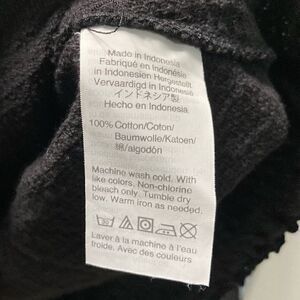 Made in Indonesia
Fabriqué en Indonésie
in Indonesien Hergestellt
Vervaardigd in Indonesië
インドネシア製
Hecho en Indonesia
100% Cotton/Coton/
Baumwolle/Katoen/
綿/algodón
Machine wash cold. With
like colors. Non-chlorine
bleach only. Tumble dry
low. Warm iron as needed.
Laver à la machine à l'eau
froide. Avec des couleurs